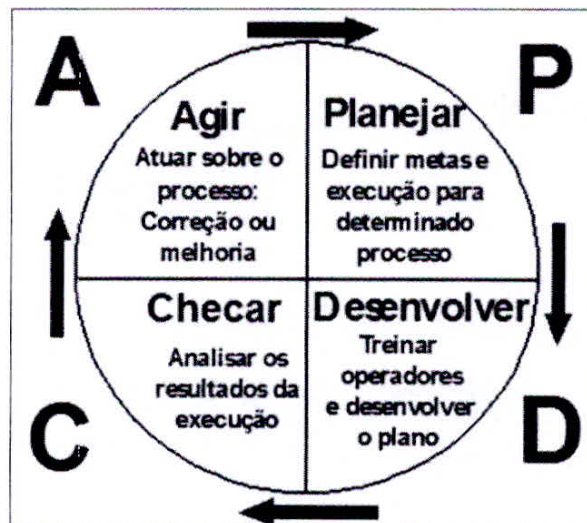 A
P
Agir
Atuar sobre o
processo:
Correção ou
melhoria
Planejar
Definir metas e
execução para
determinado
processo
Checar
Analisar os
resultados da
execução
Desenvolver
Treinar
operadores
e desenvolver
o plano
C
D